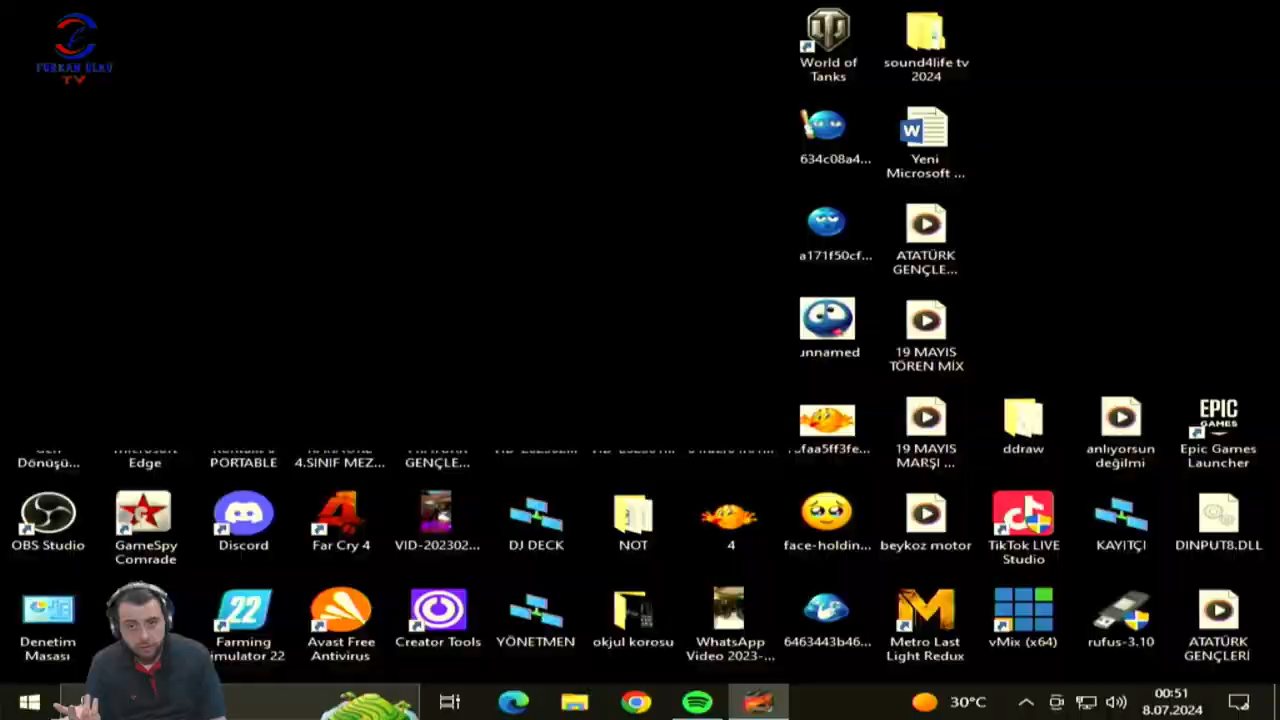 FURKAN ÜLKÜ
TV
World of
Tanks
sound4life tv
2024
634c08a4...
Yeni
Microsoft ...
a171f50cf...
ATATÜRK
GENÇLE...
unnamed
19 MAYIS
TÖREN MİX
19 MAYIS
MARŞI ...
ddraw
anlıyorsun
değilmi
EPIC
GAMES
Epic Games
Launcher
Dönüşü...
Microsoft
Edge
PORTABLE
4.SINIF MEZ...
GENÇLE...
OBS Studio
GameSpy
Comrade
Discord
Far Cry 4
VID-202302...
DJ DECK
NOT
4
face-holdin...
beykoz motor
TikTok LIVE
Studio
KAYITÇI
DINPUT8.DLL
Denetim
Masası
22
Farming
imulator 22
Avast Free
Antivirus
Creator Tools
YÖNETMEN
okjul korosu
WhatsApp
Video 2023-...
6463443b46...
Metro Last
Light Redux
vMix (x64)
rufus-3.10
ATATÜRK
GENÇLERİ
30°C
00:51
8.07.2024